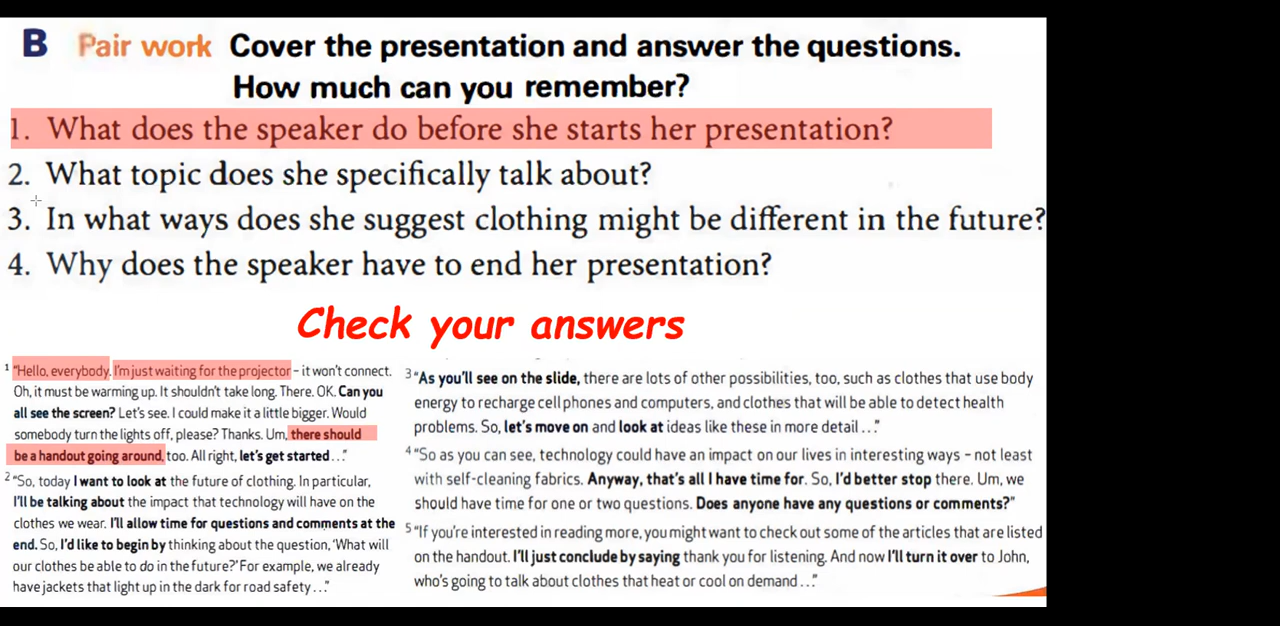 B Pair work Cover the presentation and answer the questions.
How much can you remember?
1. What does the speaker do before she starts her presentation?
2. What topic does she specifically talk about?
3. In what ways does she suggest clothing might be different in the future?
4. Why does the speaker have to end her presentation?
Check your answers
1 "Hello, everybody. I'm just waiting for the projector – it won't connect.
Oh, it must be warming up. It shouldn't take long. There. OK. Can you
all see the screen? Let's see. I could make it a little bigger. Would
somebody turn the lights off, please? Thanks. Um, there should
be a handout going around, too. All right, let's get started . . ."
2 "So, today I want to look at the future of clothing. In particular,
I'll be talking about the impact that technology will have on the
clothes we wear. I'll allow time for questions and comments at the
end. So, I'd like to begin by thinking about the question, 'What will
our clothes be able to do in the future?' For example, we already
have jackets that light up in the dark for road safety . . ."
3 "As you'll see on the slide, there are lots of other possibilities, too, such as clothes that use body
energy to recharge cell phones and computers, and clothes that will be able to detect health
problems. So, let's move on and look at ideas like these in more detail . . ."
4 "So as you can see, technology could have an impact on our lives in interesting ways – not least
with self-cleaning fabrics. Anyway, that's all I have time for. So, I'd better stop there. Um, we
should have time for one or two questions. Does anyone have any questions or comments?"
5 "If you're interested in reading more, you might want to check out some of the articles that are listed
on the handout. I'll just conclude by saying thank you for listening. And now I'll turn it over to John,
who's going to talk about clothes that heat or cool on demand . . ."